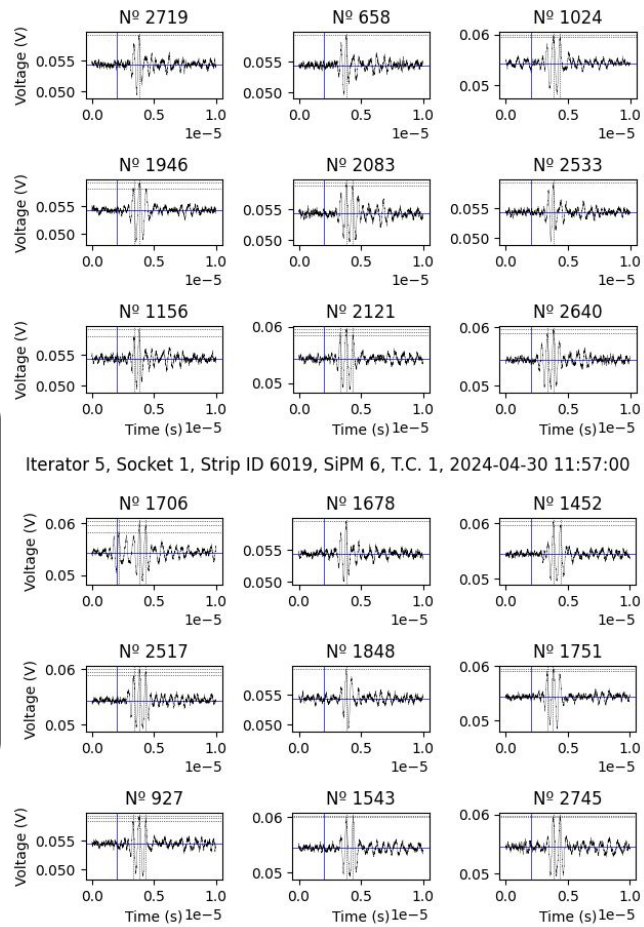 Nº 2719 Nº 658 Nº 1024
Voltage (V) 0.055 0.050 0.055 0.050 0.06 0.05
0.0 0.5 1.0 0.0 0.5 1.0 0.0 0.5 1.0
1e−5 1e−5 1e−5
Nº 1946 Nº 2083 Nº 2533
Voltage (V) 0.055 0.050 0.055 0.050 0.055 0.050
0.0 0.5 1.0 0.0 0.5 1.0 0.0 0.5 1.0
1e−5 1e−5 1e−5
Nº 1156 Nº 2121 Nº 2640
Voltage (V) 0.055 0.050 0.06 0.05 0.06 0.05
0.0 0.5 1.0 0.0 0.5 1.0 0.0 0.5 1.0
Time (s) 1e−5 Time (s) 1e−5 Time (s) 1e−5
Iterator 5, Socket 1, Strip ID 6019, SiPM 6, T.C. 1, 2024-04-30 11:57:00
Nº 1706 Nº 1678 Nº 1452
Voltage (V) 0.06 0.05 0.055 0.050 0.06 0.05
0.0 0.5 1.0 0.0 0.5 1.0 0.0 0.5 1.0
1e−5 1e−5 1e−5
Nº 2517 Nº 1848 Nº 1751
Voltage (V) 0.06 0.05 0.055 0.050 0.06 0.05
0.0 0.5 1.0 0.0 0.5 1.0 0.0 0.5 1.0
1e−5 1e−5 1e−5
Nº 927 Nº 1543 Nº 2745
Voltage (V) 0.055 0.050 0.06 0.05 0.06 0.05
0.0 0.5 1.0 0.0 0.5 1.0 0.0 0.5 1.0
Time (s) 1e−5 Time (s) 1e−5 Time (s) 1e−5